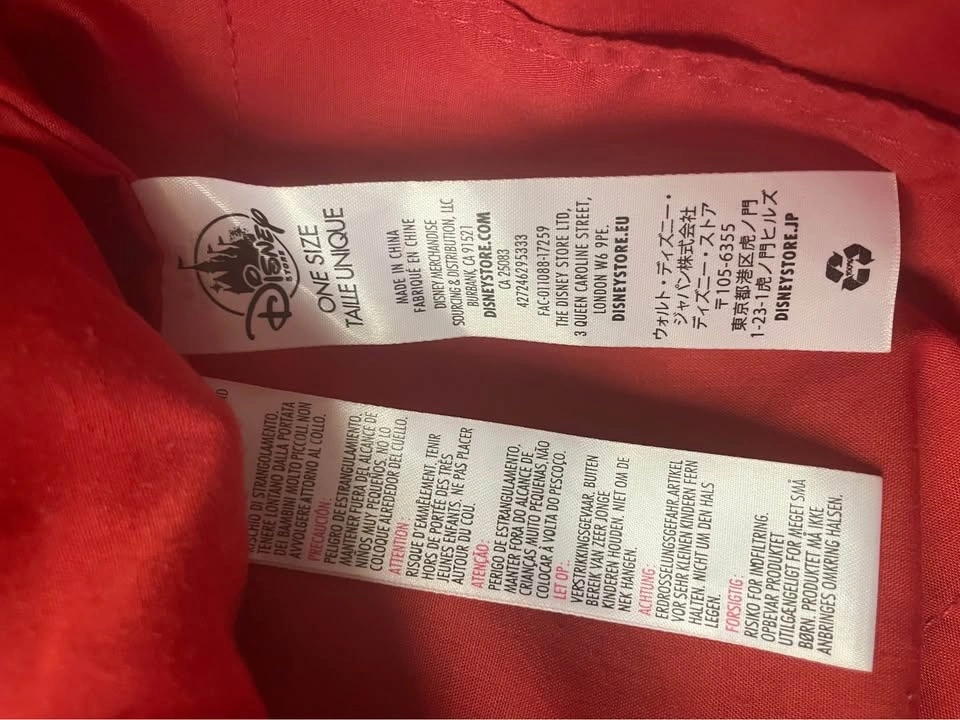 Disney
STORE
ONE SIZE
TALLE UNIQUE
MADE IN CHINA
FABRIQUÉ EN CHINE
DISNEY MERCHANDISE
SOURCING & DISTRIBUTION, LLC
BURBANK, CA 91521
DISNEYSTORE.COM
CA 25083
427246295333
FAC-011088-17259
THE DISNEY STORE LTD,
3 QUEEN CAROLINE STREET,
LONDON W6 9PE.
DISNEYSTORE.EU
ウォルト・ディズニー・
ジャパン株式会社
ディズニー・ストア
〒105-6355
東京都港区虎ノ門
1-23-1虎ノ門ヒルズ
DISNEYSTORE.JP
100%
RISCHIO DI STRANGOLAMENTO.
TENERE LONTANO DALLA PORTATA
DEI BAMBINI MOLTO PICCOLI. NON
AVVOLGERE ATTORNO AL COLLO.
PRECAUCIÓN:
PELIGRO DE ESTRANGULAMIENTO.
MANTENER FUERA DEL ALCANCE DE
NIÑOS MUY PEQUEÑOS. NO LO
COLOQUE ALREDEDOR DEL CUELLO.
ATTENTION:
RISQUE D'EMMÊLEMENT. TENIR
HORS DE PORTÉE DES TRÈS
JEUNES ENFANTS. NE PAS PLACER
AUTOUR DU COU.
ATENÇÃO:
PERIGO DE ESTRANGULAMENTO.
MANTER FORA DO ALCANCE DE
CRIANÇAS MUITO PEQUENAS. NÃO
COLOCAR À VOLTA DO PESCOÇO.
LET OP:.
VERSTRIKKINGSGEVAAR. BUITEN
BEREIK VAN ZEER JONGE
KINDEREN HOUDEN. NIET OM DE
NEK HANGEN.
ACHTUNG:
ERDROSSELUNGSGEFAHR. ARTIKEL
VOR SEHR KLEINEN KINDERN FERN
HALTEN. NICHT UM DEN HALS
LEGEN.
FORSIGTIG:
RISIKO FOR INDFILTRING.
OPBEVAR PRODUKTET
UTILGÆNGELIGT FOR MEGET SMÅ
BØRN. PRODUKTET MÅ IKKE
ANBRINGES OMKRING HALSEN.